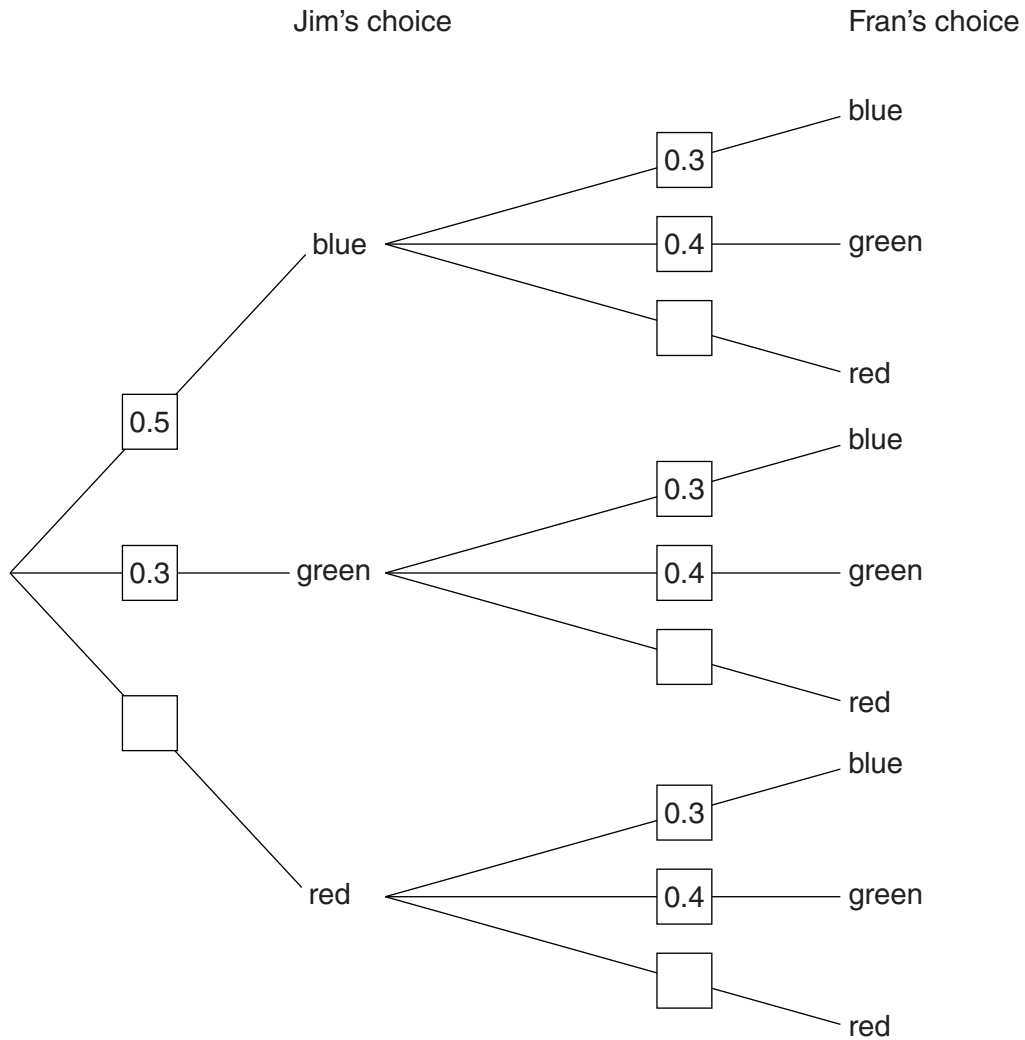 Jim's choice Fran's choice
blue
0.3
blue 0.4 green
red
0.5
blue
0.3
0.3 green 0.4 green
red
blue
0.3
red 0.4 green
red